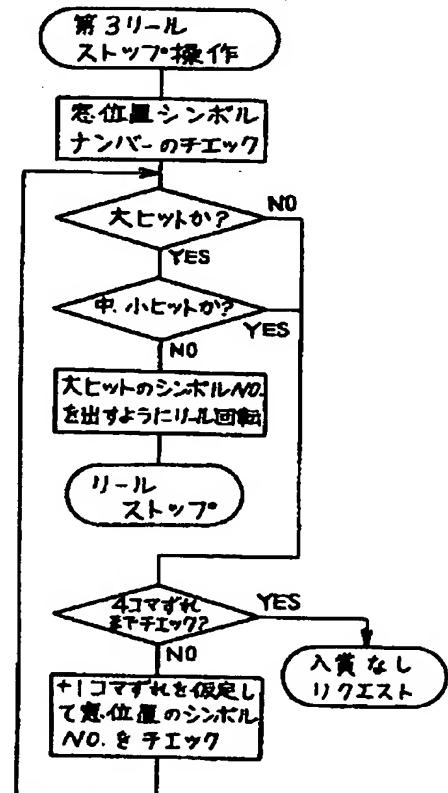 第3リール
ストップ操作
窓位置シンボル
ナンバーのチエック
大ヒットか?
NO
YES
中.小ヒットか?
YES
NO
大ヒットのシンボルNO.
を出すようにリール回転
リール
ストップ
4コマずれ
までチエック?
YES
NO
入賞なし
リクエスト
+1コマずれを仮定し
て窓位置のシンボル
NO.をチエック